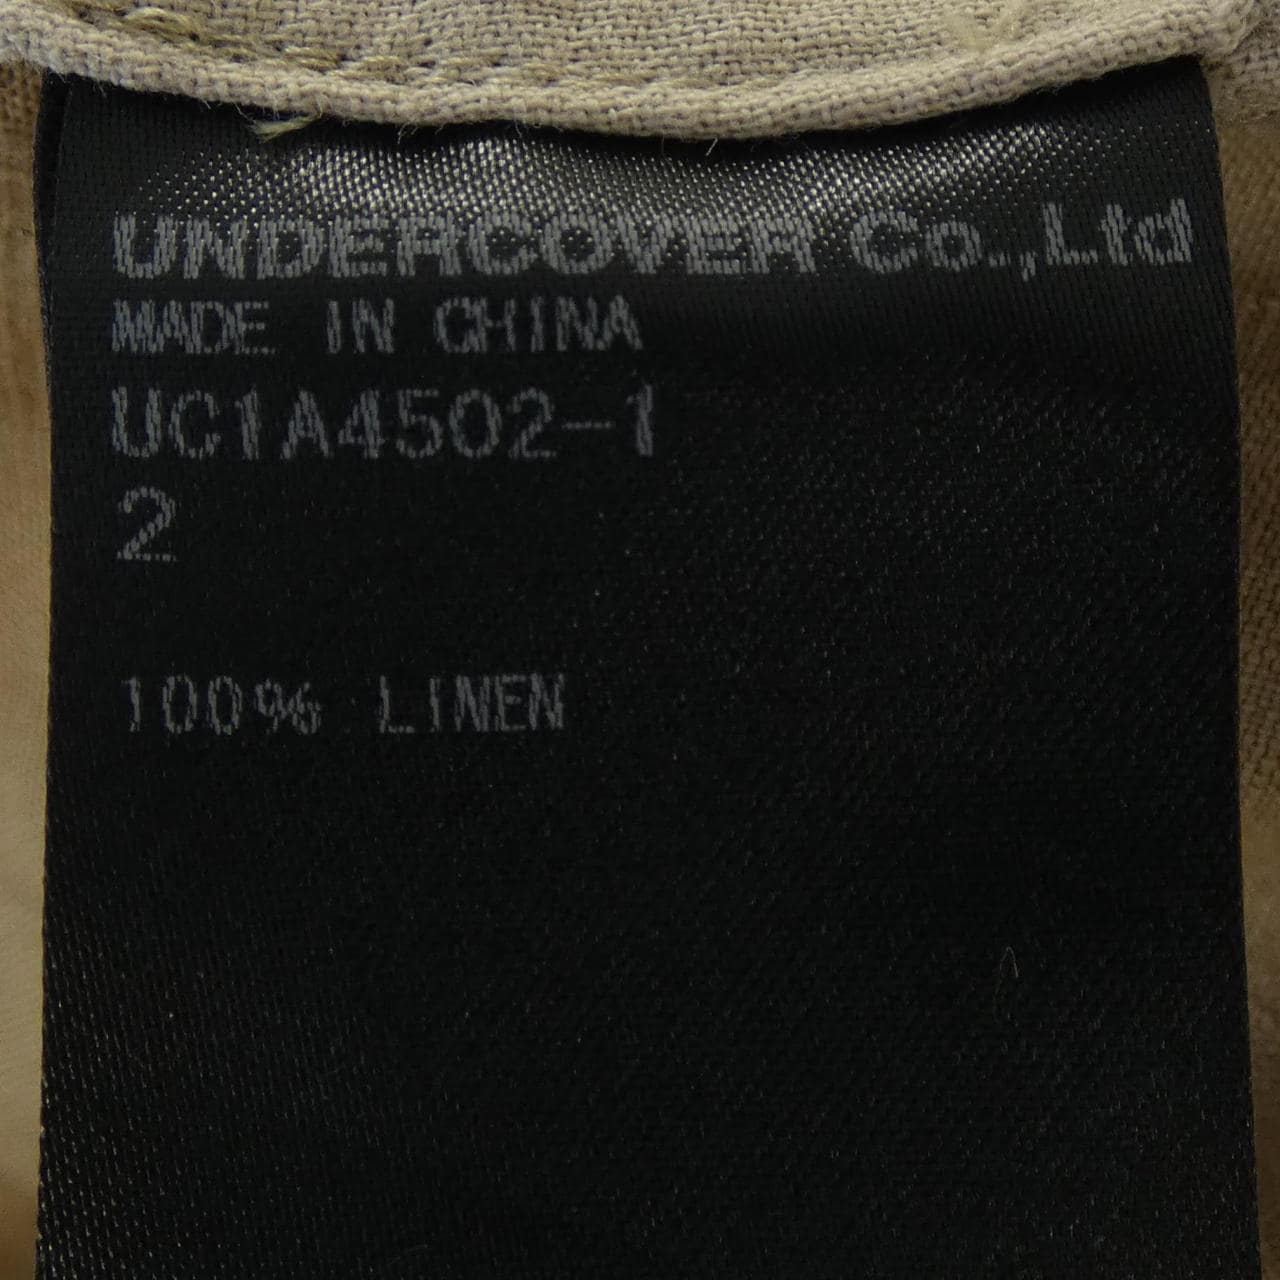 UNDERCOVER Co.,Ltd
MADE IN CHINA
UC1A4502-1
2
100% LINEN